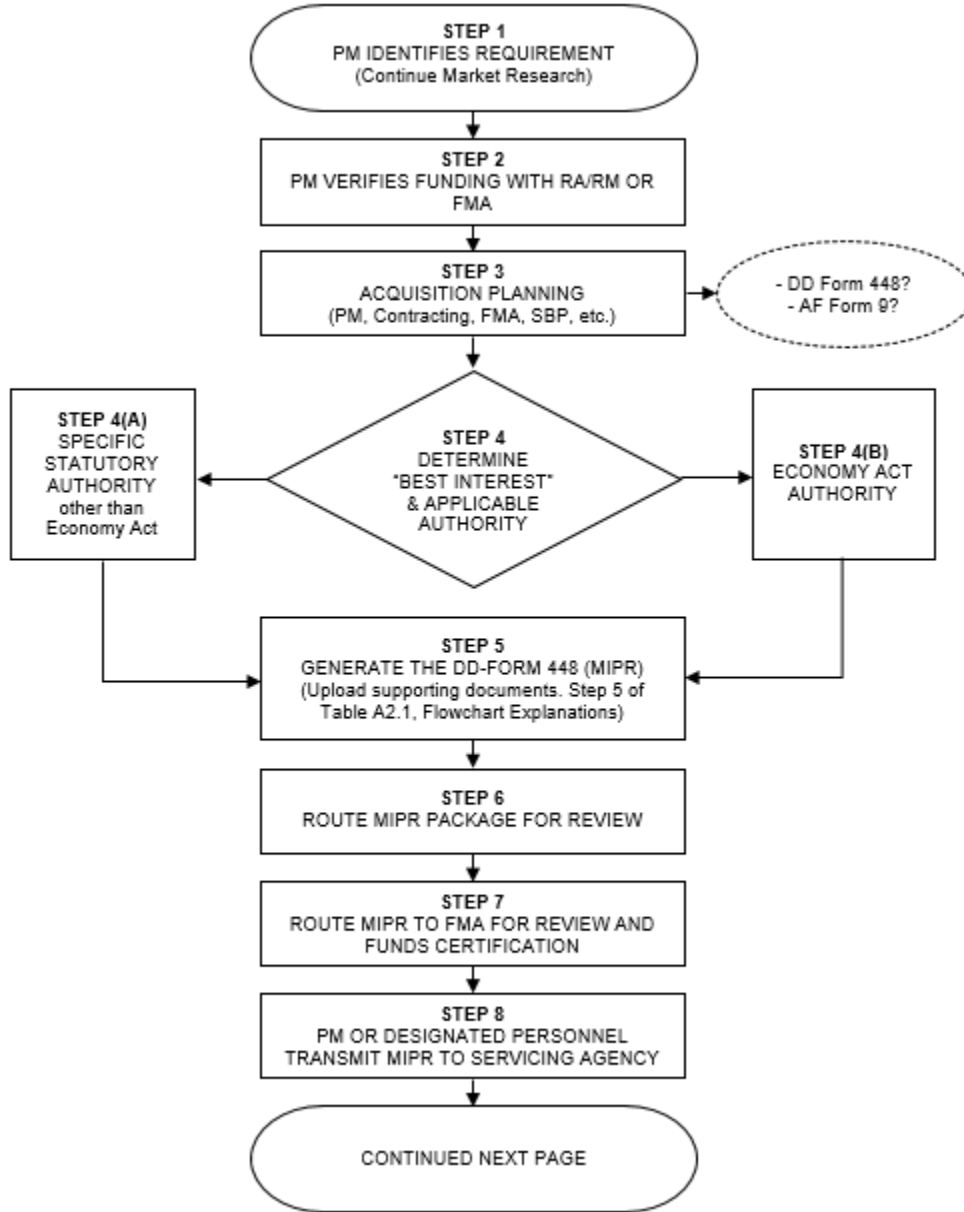 STEP 1
PM IDENTIFIES REQUIREMENT
(Continue Market Research)
STEP 2
PM VERIFIES FUNDING WITH RA/RM OR
FMA
STEP 3
ACQUISITION PLANNING
(PM, Contracting, FMA, SBP, etc.)
- DD Form 448?
- AF Form 9?
STEP 4
DETERMINE
"BEST INTEREST"
& APPLICABLE
AUTHORITY
STEP 4(A)
SPECIFIC
STATUTORY
AUTHORITY
other than
Economy Act
STEP 4(B)
ECONOMY ACT
AUTHORITY
STEP 5
GENERATE THE DD-FORM 448 (MIPR)
(Upload supporting documents. Step 5 of
Table A2.1, Flowchart Explanations)
STEP 6
ROUTE MIPR PACKAGE FOR REVIEW
STEP 7
ROUTE MIPR TO FMA FOR REVIEW AND
FUNDS CERTIFICATION
STEP 8
PM OR DESIGNATED PERSONNEL
TRANSMIT MIPR TO SERVICING AGENCY
CONTINUED NEXT PAGE